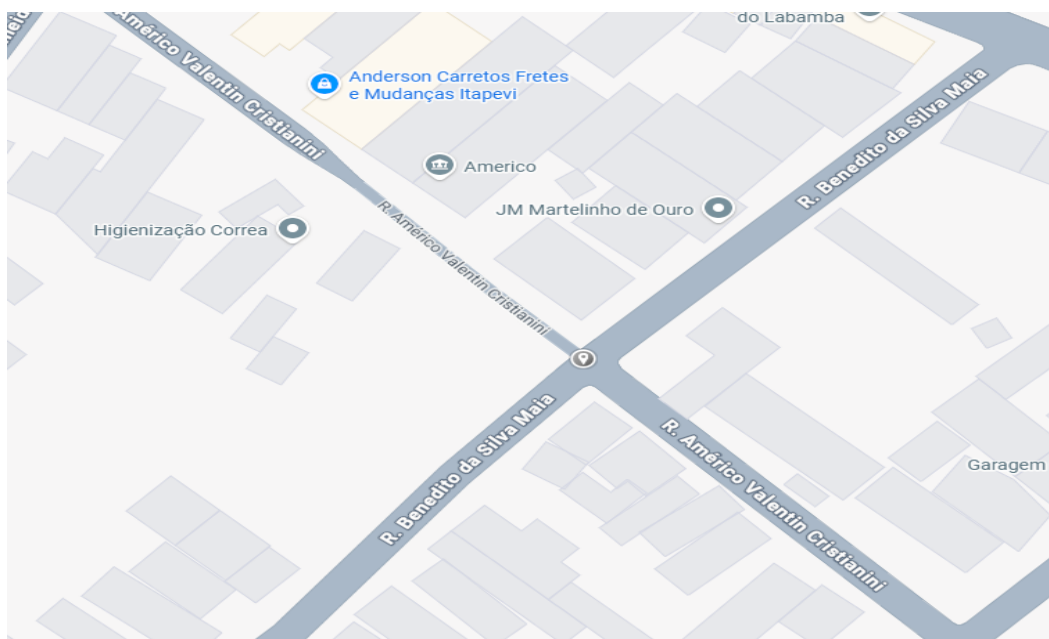 do Labamba
Américo Valentin Cristianini
Anderson Carretos Fretes
e Mudanças Itapevi
R. Benedito da Silva Maia
Americo
R. Américo Valentin Cristianini
JM Martelinho de Ouro
Higienização Correa
R. Benedito da Silva Maia
R. Américo Valentin Cristianini
Garagem